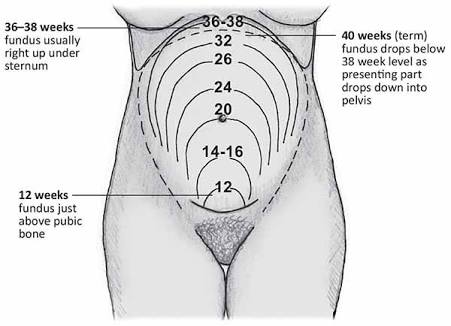 36–38 weeks
fundus usually
right up under
sternum
36-38
40 weeks (term)
fundus drops below
38 week level as
presenting part
drops down into
pelvis
32
26
24
20
14-16
12 weeks
fundus just
above pubic
bone
12